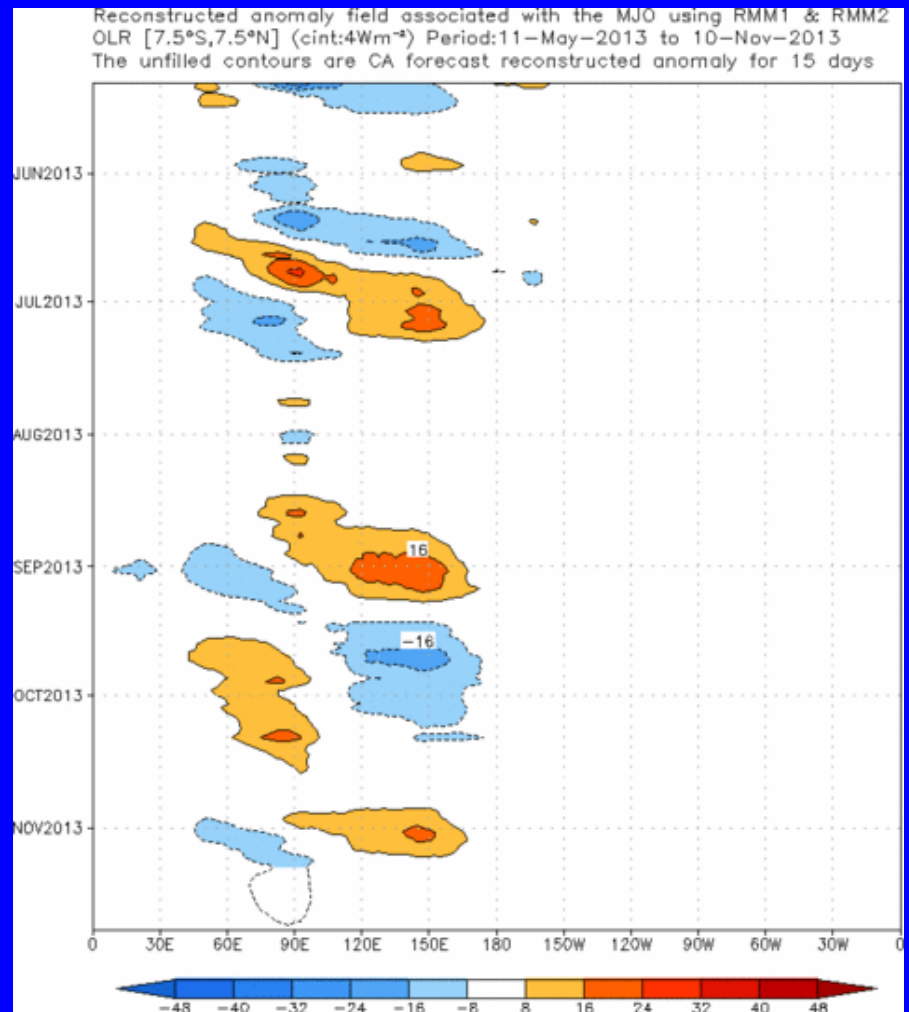 Reconstructed anomaly field associated with the MJO using RMM1 & RMM2
OLR [7.5°S,7.5°N] (cint:4Wm⁻²) Period:11-May-2013 to 10-Nov-2013
The unfilled contours are CA forecast reconstructed anomaly for 15 days
JUN2013
JUL2013
AUG2013
16
SEP2013
-16
OCT2013
NOV2013
0 30E 60E 90E 120E 150E 180 150W 120W 90W 60W 30W 0
-48 -40 -32 -24 -16 -8 8 16 24 32 40 48